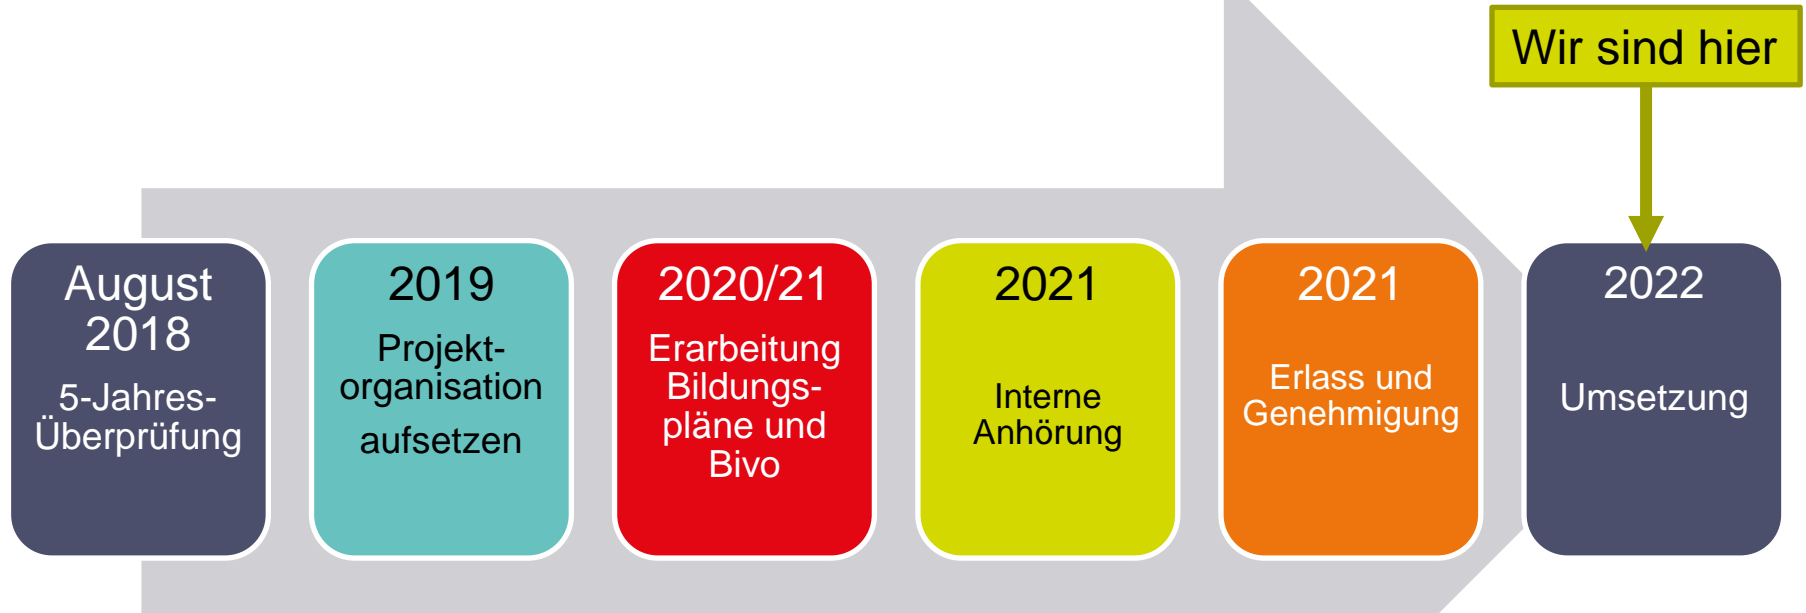 Wir sind hier
August
2018
5-Jahres-
Überprüfung
2019
Projekt-
organisation
aufsetzen
2020/21
Erarbeitung
Bildungs-
pläne und
Bivo
2021
Interne
Anhörung
2021
Erlass und
Genehmigung
2022
Umsetzung